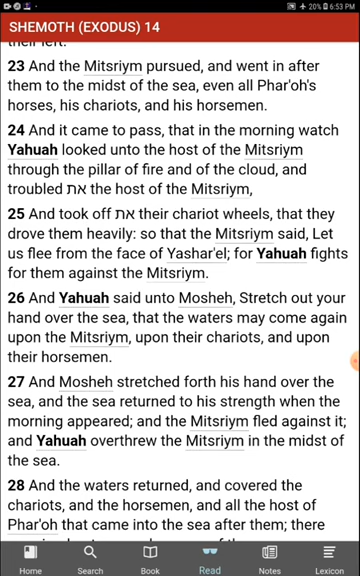 20% 6:53 PM
SHEMOTH (EXODUS) 14
their left.
23 And the Mitsriym pursued, and went in after
them to the midst of the sea, even all Phar'oh's
horses, his chariots, and his horsemen.
24 And it came to pass, that in the morning watch
Yahuah looked unto the host of the Mitsriym
through the pillar of fire and of the cloud, and
troubled את the host of the Mitsriym,
25 And took off את their chariot wheels, that they
drove them heavily: so that the Mitsriym said, Let
us flee from the face of Yashar'el; for Yahuah fights
for them against the Mitsriym.
26 And Yahuah said unto Mosheh, Stretch out your
hand over the sea, that the waters may come again
upon the Mitsriym, upon their chariots, and upon
their horsemen.
27 And Mosheh stretched forth his hand over the
sea, and the sea returned to his strength when the
morning appeared; and the Mitsriym fled against it;
and Yahuah overthrew the Mitsriym in the midst of
the sea.
28 And the waters returned, and covered the
chariots, and the horsemen, and all the host of
Phar'oh that came into the sea after them; there
Home Search Book Read Notes Lexicon